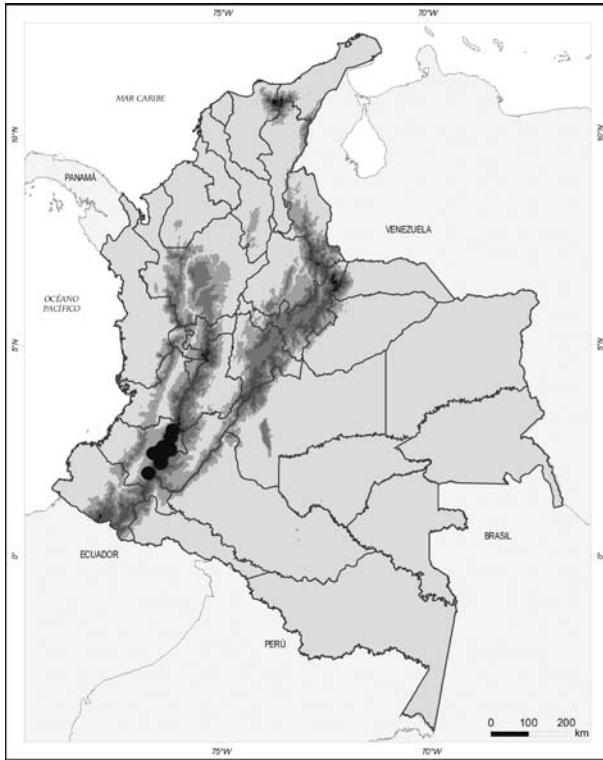 75°W
70°W
MAR CARIBE
10°N
10°N
PANAMÁ
VENEZUELA
OCÉANO
PACÍFICO
5°N
5°N
BRASIL
ECUADOR
0°
0°
PERÚ
0 100 200
km
75°W
70°W